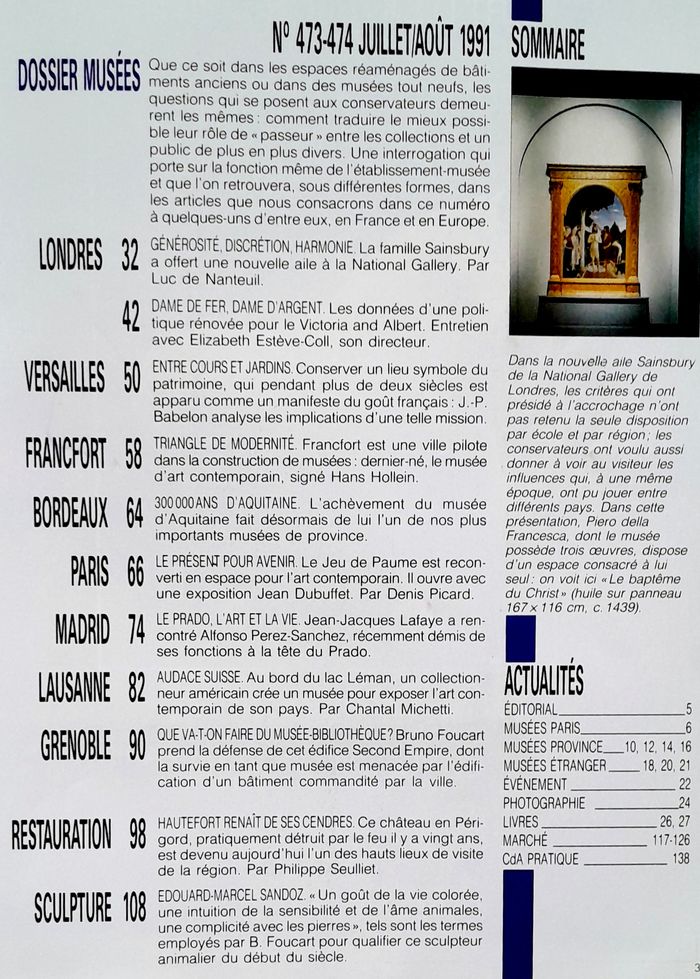 N° 473-474 JUILLET/AOÛT 1991
SOMMAIRE
DOSSIER MUSÉES
Que ce soit dans les espaces réaménagés de bâti-
ments anciens ou dans des musées tout neufs, les
questions qui se posent aux conservateurs demeu-
rent les mêmes : comment traduire le mieux possi-
ble leur rôle de « passeur » entre les collections et un
public de plus en plus divers. Une interrogation qui
porte sur la fonction même de l'établissement-musée
et que l'on retrouvera, sous différentes formes, dans
les articles que nous consacrons dans ce numéro
à quelques-uns d'entre eux, en France et en Europe.
LONDRES 32
GÉNÉROSITÉ, DISCRÉTION, HARMONIE. La famille Sainsbury
a offert une nouvelle aile à la National Gallery. Par
Luc de Nanteuil.
42
DAME DE FER, DAME D'ARGENT. Les données d'une poli-
tique rénovée pour le Victoria and Albert. Entretien
avec Elizabeth Estève-Coll, son directeur.
VERSAILLES 50
ENTRE COURS ET JARDINS. Conserver un lieu symbole du
patrimoine, qui pendant plus de deux siècles est
apparu comme un manifeste du goût français : J.-P.
Babelon analyse les implications d'une telle mission.
FRANCFORT 58
TRIANGLE DE MODERNITÉ. Francfort est une ville pilote
dans la construction de musées : dernier-né, le musée
d'art contemporain, signé Hans Hollein.
BORDEAUX 64
300 000 ANS D'AQUITAINE. L'achèvement du musée
d'Aquitaine fait désormais de lui l'un de nos plus
importants musées de province.
PARIS 66
LE PRÉSENT POUR AVENIR. Le Jeu de Paume est recon-
verti en espace pour l'art contemporain. Il ouvre avec
une exposition Jean Dubuffet. Par Denis Picard.
MADRID 74
LE PRADO, L'ART ET LA VIE. Jean-Jacques Lafaye a ren-
contré Alfonso Perez-Sanchez, récemment démis de
ses fonctions à la tête du Prado.
LAUSANNE 82
AUDACE SUISSE. Au bord du lac Léman, un collection-
neur américain crée un musée pour exposer l'art con-
temporain de son pays. Par Chantal Michetti.
GRENOBLE 90
QUE VA-T-ON FAIRE DU MUSÉE-BIBLIOTHÈQUE? Bruno Foucart
prend la défense de cet édifice Second Empire, dont
la survie en tant que musée est menacée par l'édifi-
cation d'un bâtiment commandité par la ville.
RESTAURATION 98
HAUTEFORT RENAÎT DE SES CENDRES. Ce château en Péri-
gord, pratiquement détruit par le feu il y a vingt ans,
est devenu aujourd'hui l'un des hauts lieux de visite
de la région. Par Philippe Seulliet.
SCULPTURE 108
EDOUARD-MARCEL SANDOZ. « Un goût de la vie colorée,
une intuition de la sensibilité et de l'âme animales,
une complicité avec les pierres », tels sont les termes
employés par B. Foucart pour qualifier ce sculpteur
animalier du début du siècle.
Dans la nouvelle aile Sainsbury
de la National Gallery de
Londres, les critères qui ont
présidé à l'accrochage n'ont
pas retenu la seule disposition
par école et par région; les
conservateurs ont voulu aussi
donner à voir au visiteur les
influences qui, à une même
époque, ont pu jouer entre
différents pays. Dans cette
présentation, Piero della
Francesca, dont le musée
possède trois œuvres, dispose
d'un espace consacré à lui
seul : on voit ici « Le baptême
du Christ » (huile sur panneau
167 × 116 cm, c. 1439).
ACTUALITÉS
ÉDITORIAL 5
MUSÉES PARIS 6
MUSÉES PROVINCE 10, 12, 14, 16
MUSÉES ÉTRANGER 18, 20, 21
ÉVÉNEMENT 22
PHOTOGRAPHIE 24
LIVRES 26, 27
MARCHÉ 117-126
CdA PRATIQUE 138
3